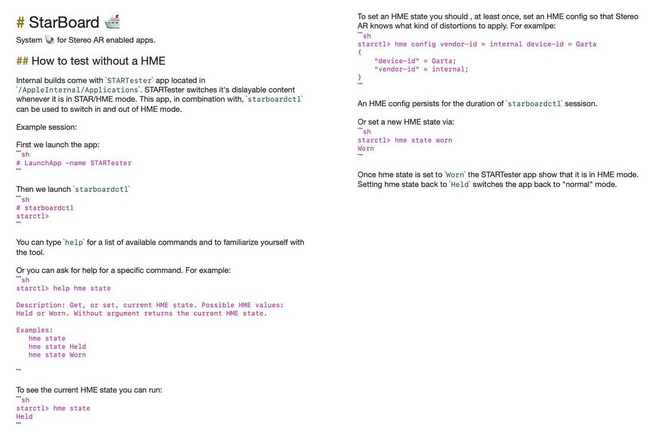 # StarBoard
System for Stereo AR enabled apps.
## How to test without a HME
Internal builds come with `STARTester` app located in
`/AppleInternal/Applications`. STARTester switches it's dislayable content
whenever it is in STAR/HME mode. This app, in combination with, `starboardctl`
can be used to switch in and out of HME mode.
Example session:
First we launch the app:
```sh
# LaunchApp -name STARTester
```
Then we launch `starboardctl`
```sh
# starboardctl
starctl>
```
You can type `help` for a list of available commands and to familiarize yourself with
the tool.
Or you can ask for help for a specific command. For example:
```sh
starctl> help hme state
Description: Get, or set, current HME state. Possible HME values:
Held or Worn. Without argument returns the current HME state.
Examples:
hme state
hme state Held
hme state Worn
```
To see the current HME state you can run:
```sh
starctl> hme state
Held
```
To set an HME state you should , at least once, set an HME config so that Stereo
AR knows what kind of distortions to apply. For examlpe:
```sh
starctl> hme config vendor-id = internal device-id = Garta
{
"device-id" = Garta;
"vendor-id" = internal;
}
```
An HME config persists for the duration of `starboardctl` sessison.
Or set a new HME state via:
```sh
starctl> hme state worn
Worn
```
Once hme state is set to `Worn` the STARTester app show that it is in HME mode.
Setting hme state back to `Held` switches the app back to "normal" mode.